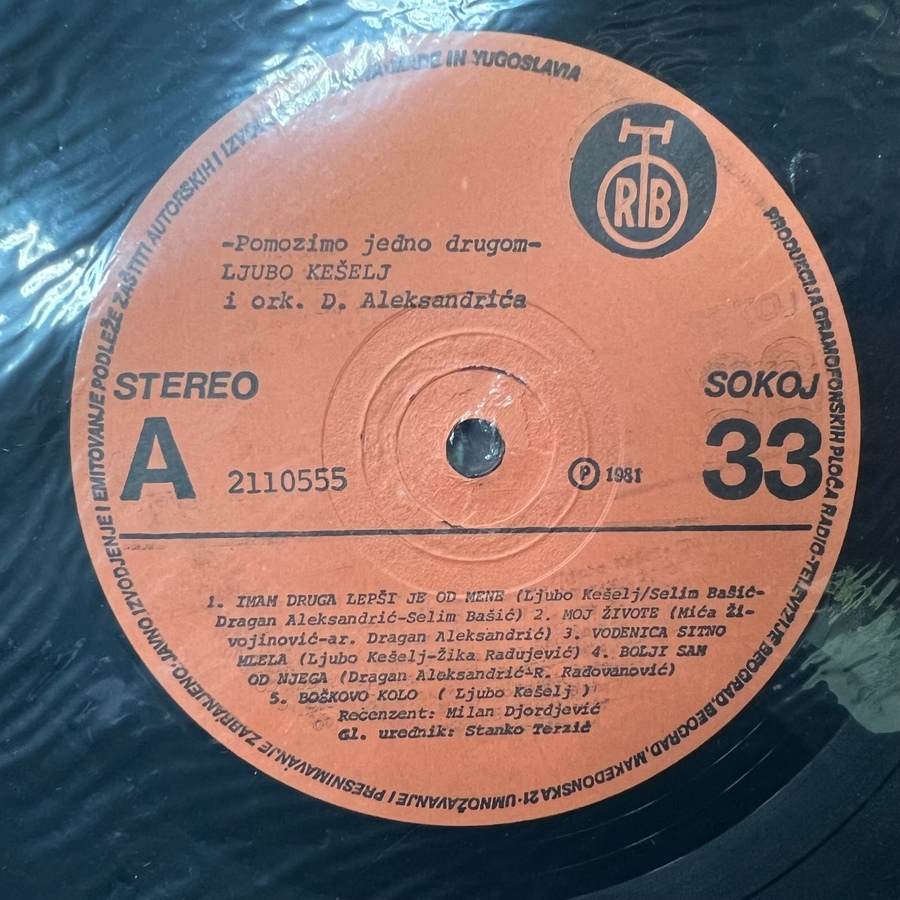 -Pomozimo jedno drugom-
LJUBO KEŠELJ
i ork. D. Aleksandrića
RTB
STEREO
SOKOJ
A
2110555
℗ 1981
33
1. IMAM DRUGA LEPŠI JE OD MENE (Ljubo Kešelj/Selim Bašić-
Dragan Aleksandrić-Selim Bašić) 2. MOJ ŽIVOTE (Mića Ži-
vojinović-ar. Dragan Aleksandrić) 3. VODENICA SITNO
MLELA (Ljubo Kešelj-Žika Radujević) 4. BOLJI SAM
OD NJEGA (Dragan Aleksandrić-R. Radovanović)
5. BOŠKOVO KOLO ( Ljubo Kešelj )
Recenzent: Milan Djordjević
Gl. urednik: Stanko Terzić
PRODUKCIJA GRAMOFONSKIH PLOČA RADIO-TELEVIZIJE BEOGRAD, BEOGRAD, MAKEDONSKA 21 · UMNOŽAVANJE I PRESNIMAVANJE ZABRANJENO. JAVNO IZVODJENJE I EMITOVANJE PODLEŽE ZAŠTITI AUTORSKIH I MADE IN YUGOSLAVIA